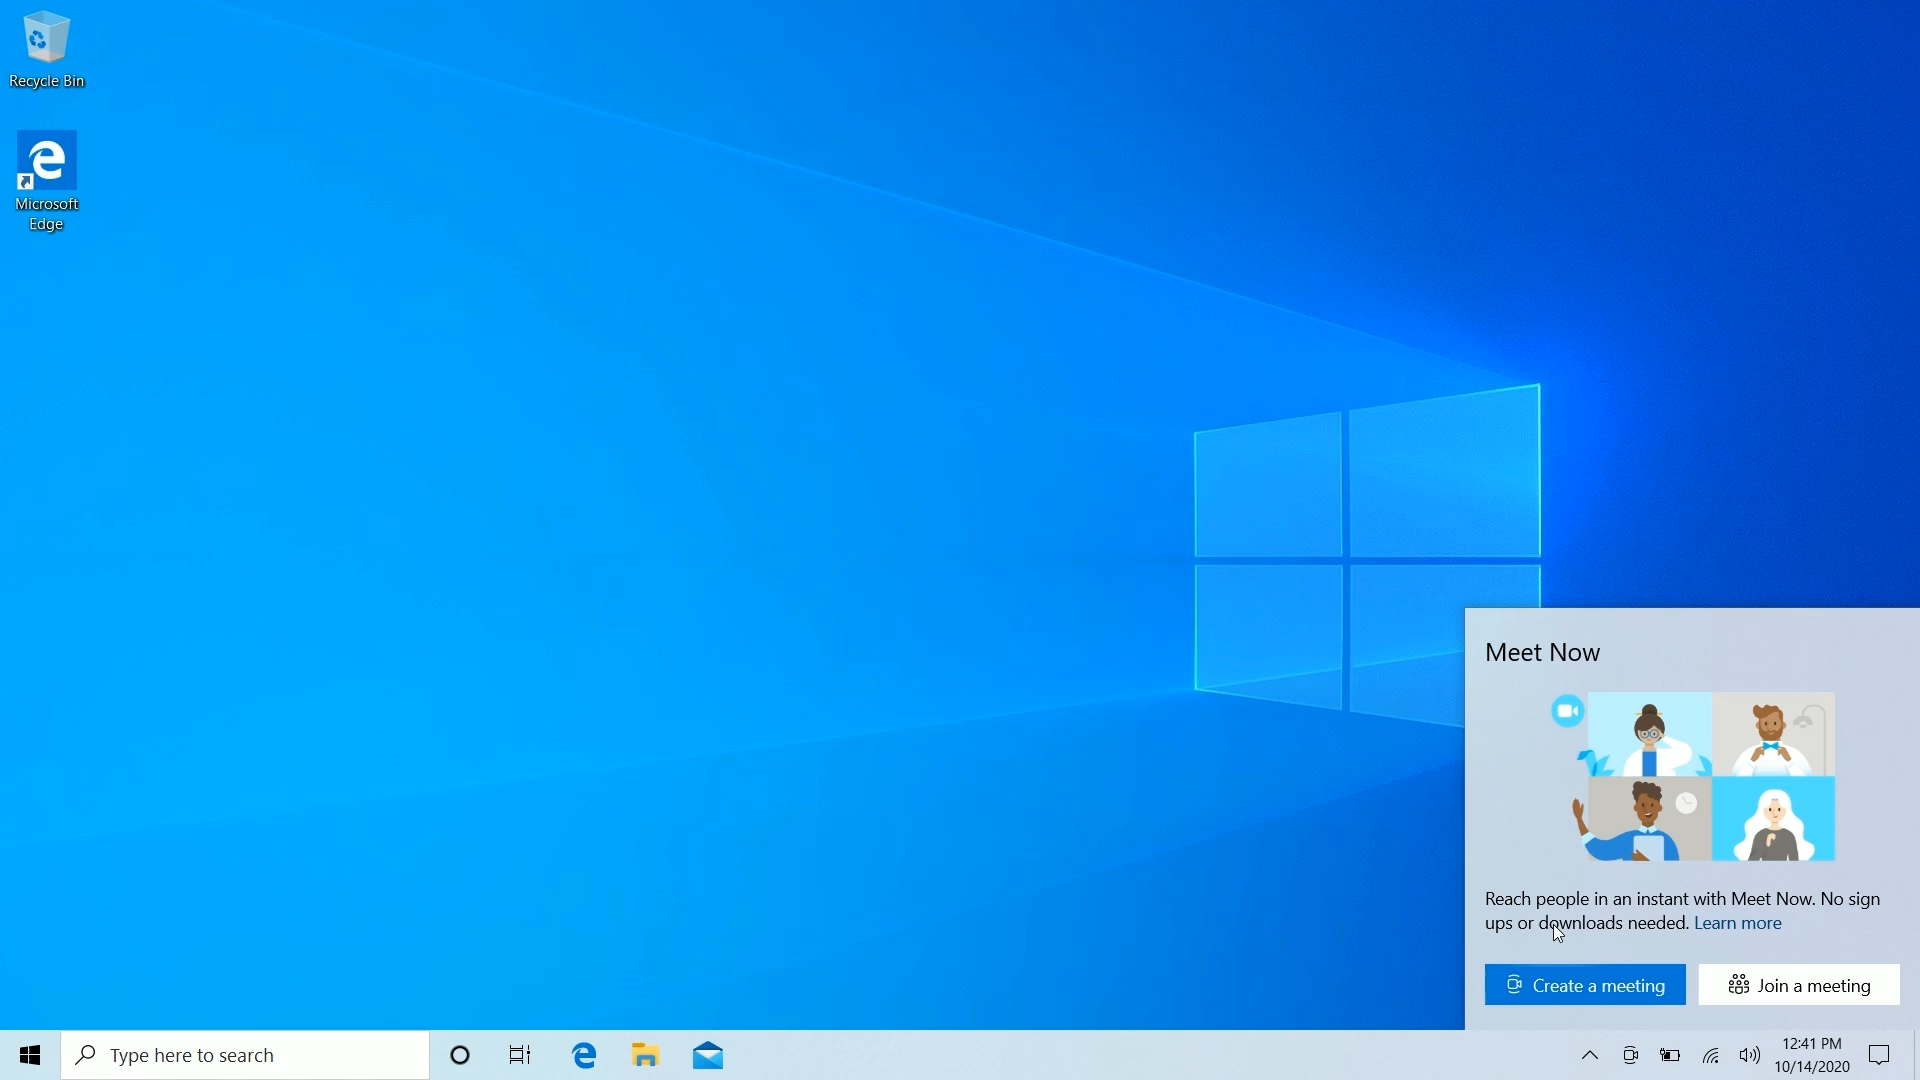 Recycle Bin
Microsoft
Edge
Meet Now
Reach people in an instant with Meet Now. No sign
ups or downloads needed. Learn more
Create a meeting
Join a meeting
Type here to search
12:41 PM
10/14/2020